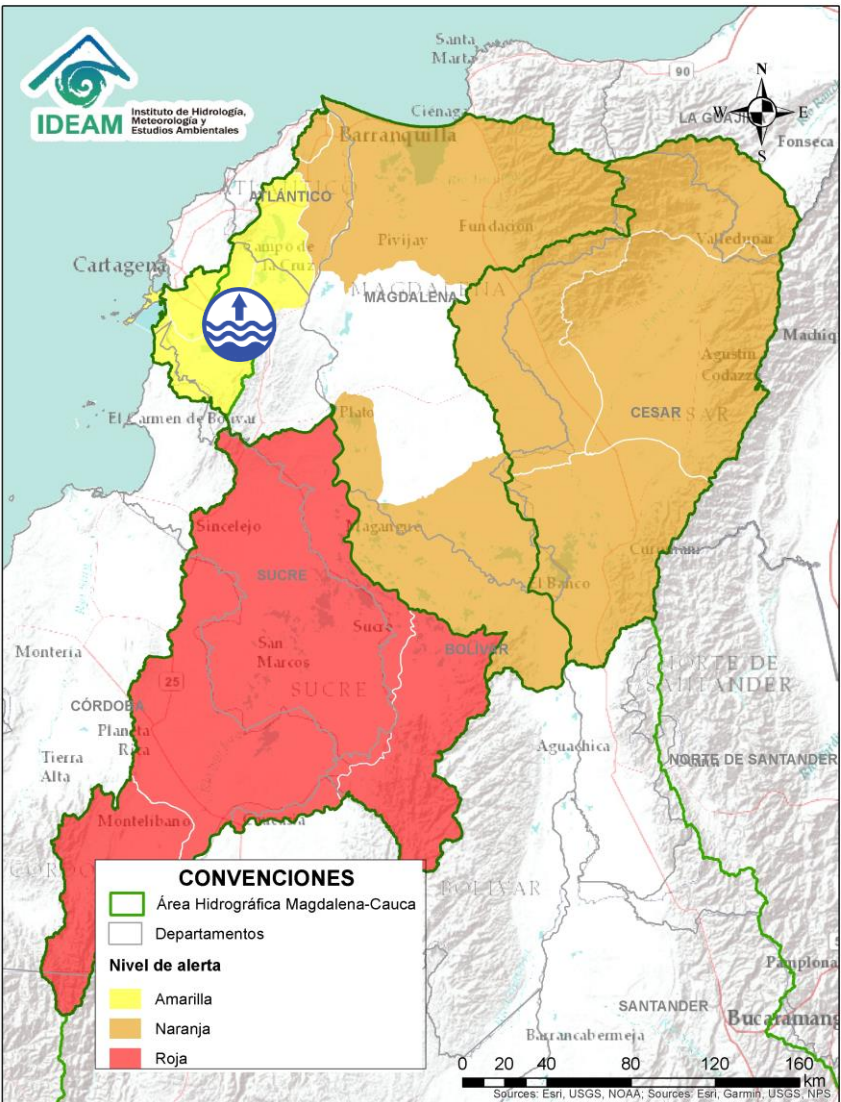 IDEAM
Instituto de Hidrología,
Meteorología y
Estudios Ambientales
Santa
Marta
90
N
W
E
S
LA GUAJIRA
Fonseca
Ciénaga
Barranquilla
ATLÁNTICO
ATLÁNTICO
Campo de
la Cruz
Pivijay
Fundación
Valledupar
Cartagena
MAGDALENA
MAGDALENA
Machiq
Agustín
Codazzi
CESAR
CESAR
El Carmen de Bolívar
Plato
Sincelejo
Magangué
Curumaní
El Banco
SUCRE
Sucre
San
Marcos
BOLÍVAR
SUCRE
Montería
25
CÓRDOBA
Planeta
Rica
Tierra
Alta
NORTE DE
SANTANDER
Aguachica
NORTE DE SANTANDER
Montelíbano
BOLÍVAR
CONVENCIONES
Área Hidrográfica Magdalena-Cauca
Departamentos
Nivel de alerta
Amarilla
Naranja
Roja
Pamplona
SANTANDER
Bucaramang
Barrancabermeja
0 20 40 80 120 160
km
Sources: Esri, USGS, NOAA; Sources: Esri, Garmin, USGS, NPS